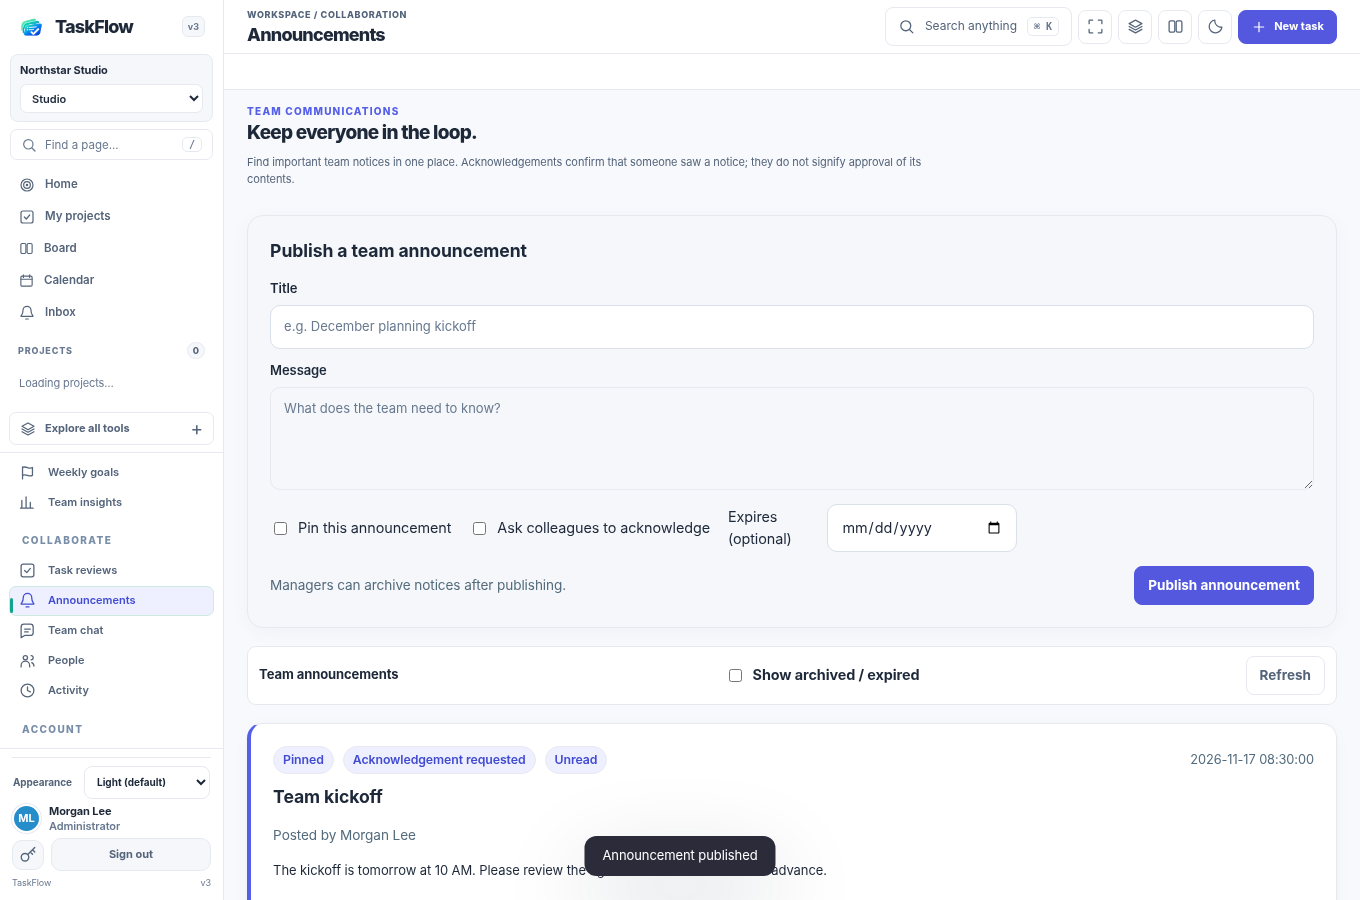 TaskFlow
v3
Northstar Studio
Studio
Find a page...
/
Home
My projects
Board
Calendar
Inbox
PROJECTS
0
Loading projects...
Explore all tools
+
Weekly goals
Team insights
COLLABORATE
Task reviews
Announcements
Team chat
People
Activity
ACCOUNT
Appearance
Light (default)
ML
Morgan Lee
Administrator
Sign out
TaskFlow
v3
WORKSPACE / COLLABORATION
Announcements
Search anything
⌘ K
New task
TEAM COMMUNICATIONS
Keep everyone in the loop.
Find important team notices in one place. Acknowledgements confirm that someone saw a notice; they do not signify approval of its
contents.
Publish a team announcement
Title
e.g. December planning kickoff
Message
What does the team need to know?
Pin this announcement
Ask colleagues to acknowledge
Expires
(optional)
mm/dd/yyyy
Managers can archive notices after publishing.
Publish announcement
Team announcements
Show archived / expired
Refresh
Pinned
Acknowledgement requested
Unread
2026-11-17 08:30:00
Team kickoff
Posted by Morgan Lee
The kickoff is tomorrow at 10 AM. Please review the advance.
Announcement published